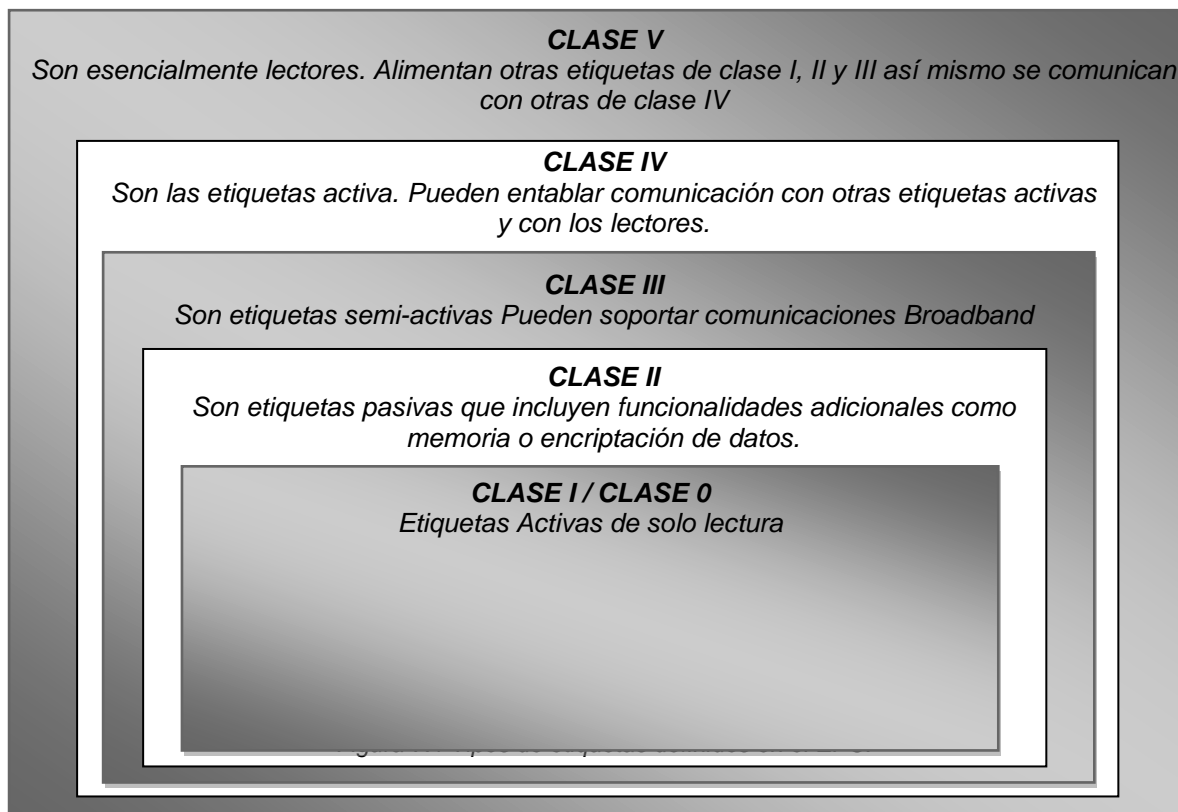 CLASE V
Son esencialmente lectores. Alimentan otras etiquetas de clase I, II y III así mismo se comunican
con otras de clase IV
CLASE IV
Son las etiquetas activa. Pueden entablar comunicación con otras etiquetas activas
y con los lectores.
CLASE III
Son etiquetas semi-activas Pueden soportar comunicaciones Broadband
CLASE II
Son etiquetas pasivas que incluyen funcionalidades adicionales como
memoria o encriptación de datos.
CLASE I / CLASE 0
Etiquetas Activas de solo lectura